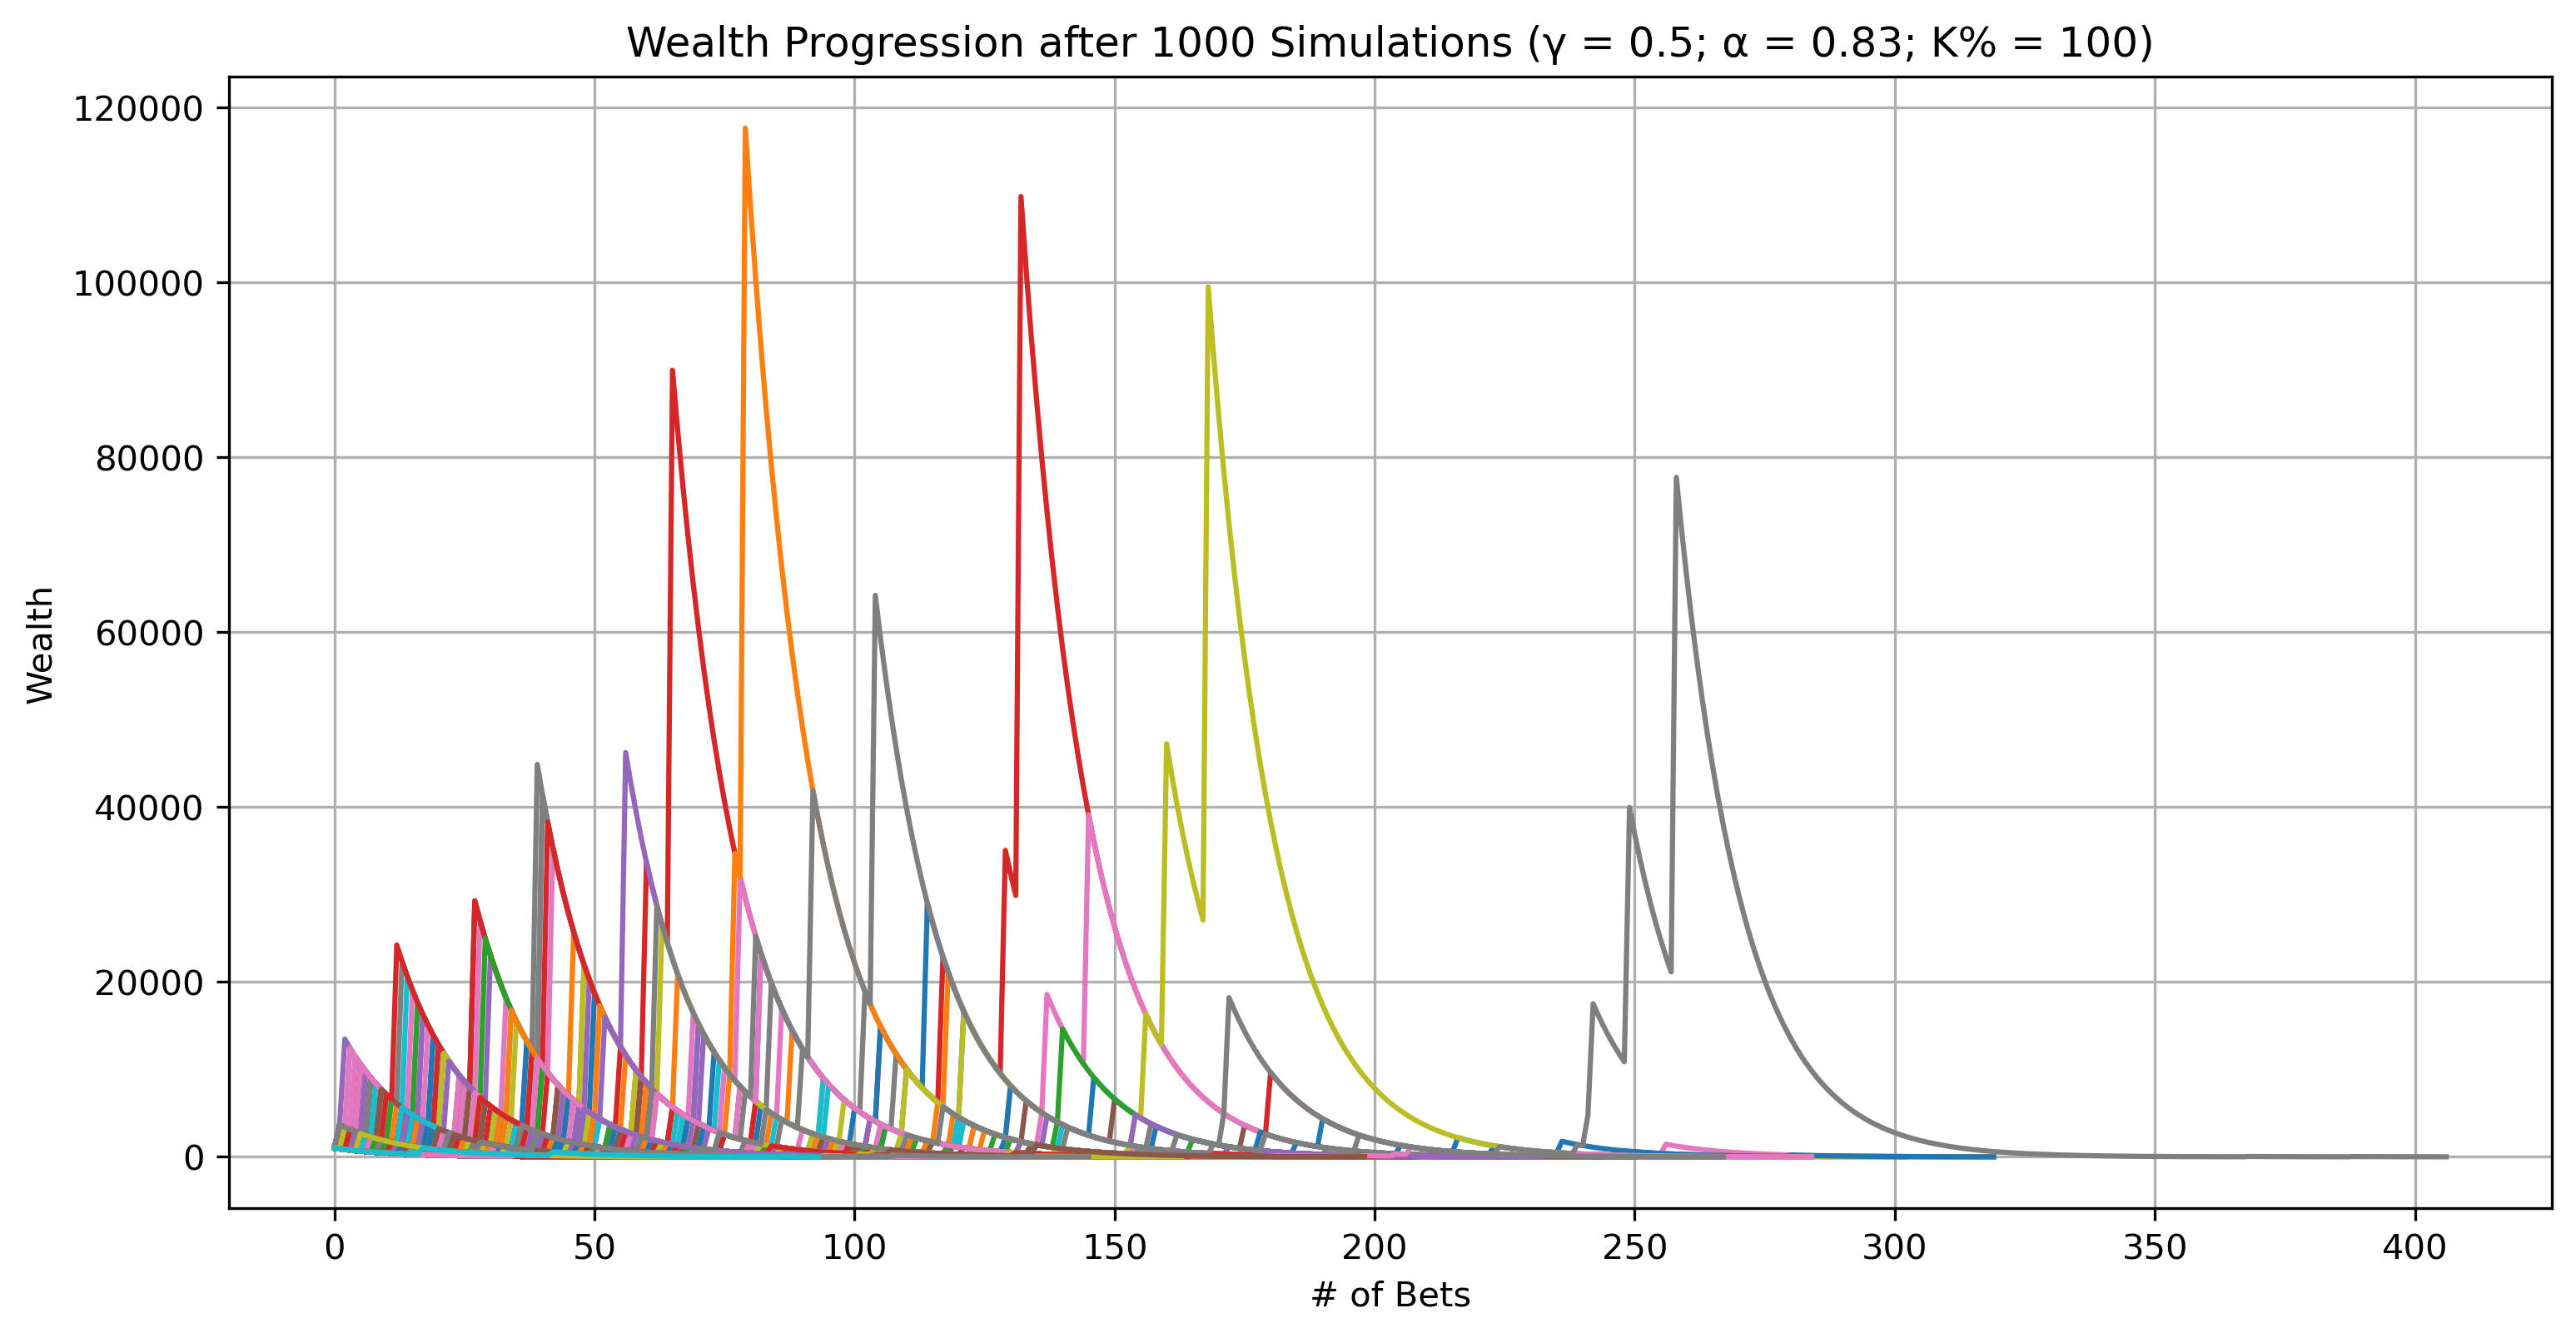 Wealth Progression after 1000 Simulations (γ = 0.5; α = 0.83; K% = 100)
120000
100000
80000
60000
40000
20000
0
Wealth
0 50 100 150 200 250 300 350 400
# of Bets